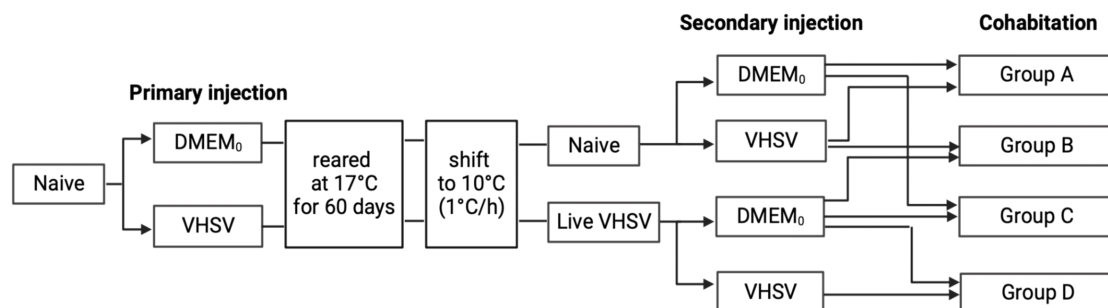 Secondary injection
Cohabitation
Primary injection
Naive
DMEM₀
VHSV
reared
at 17°C
for 60 days
shift
to 10°C
(1°C/h)
Naive
Live VHSV
DMEM₀
VHSV
DMEM₀
VHSV
Group A
Group B
Group C
Group D